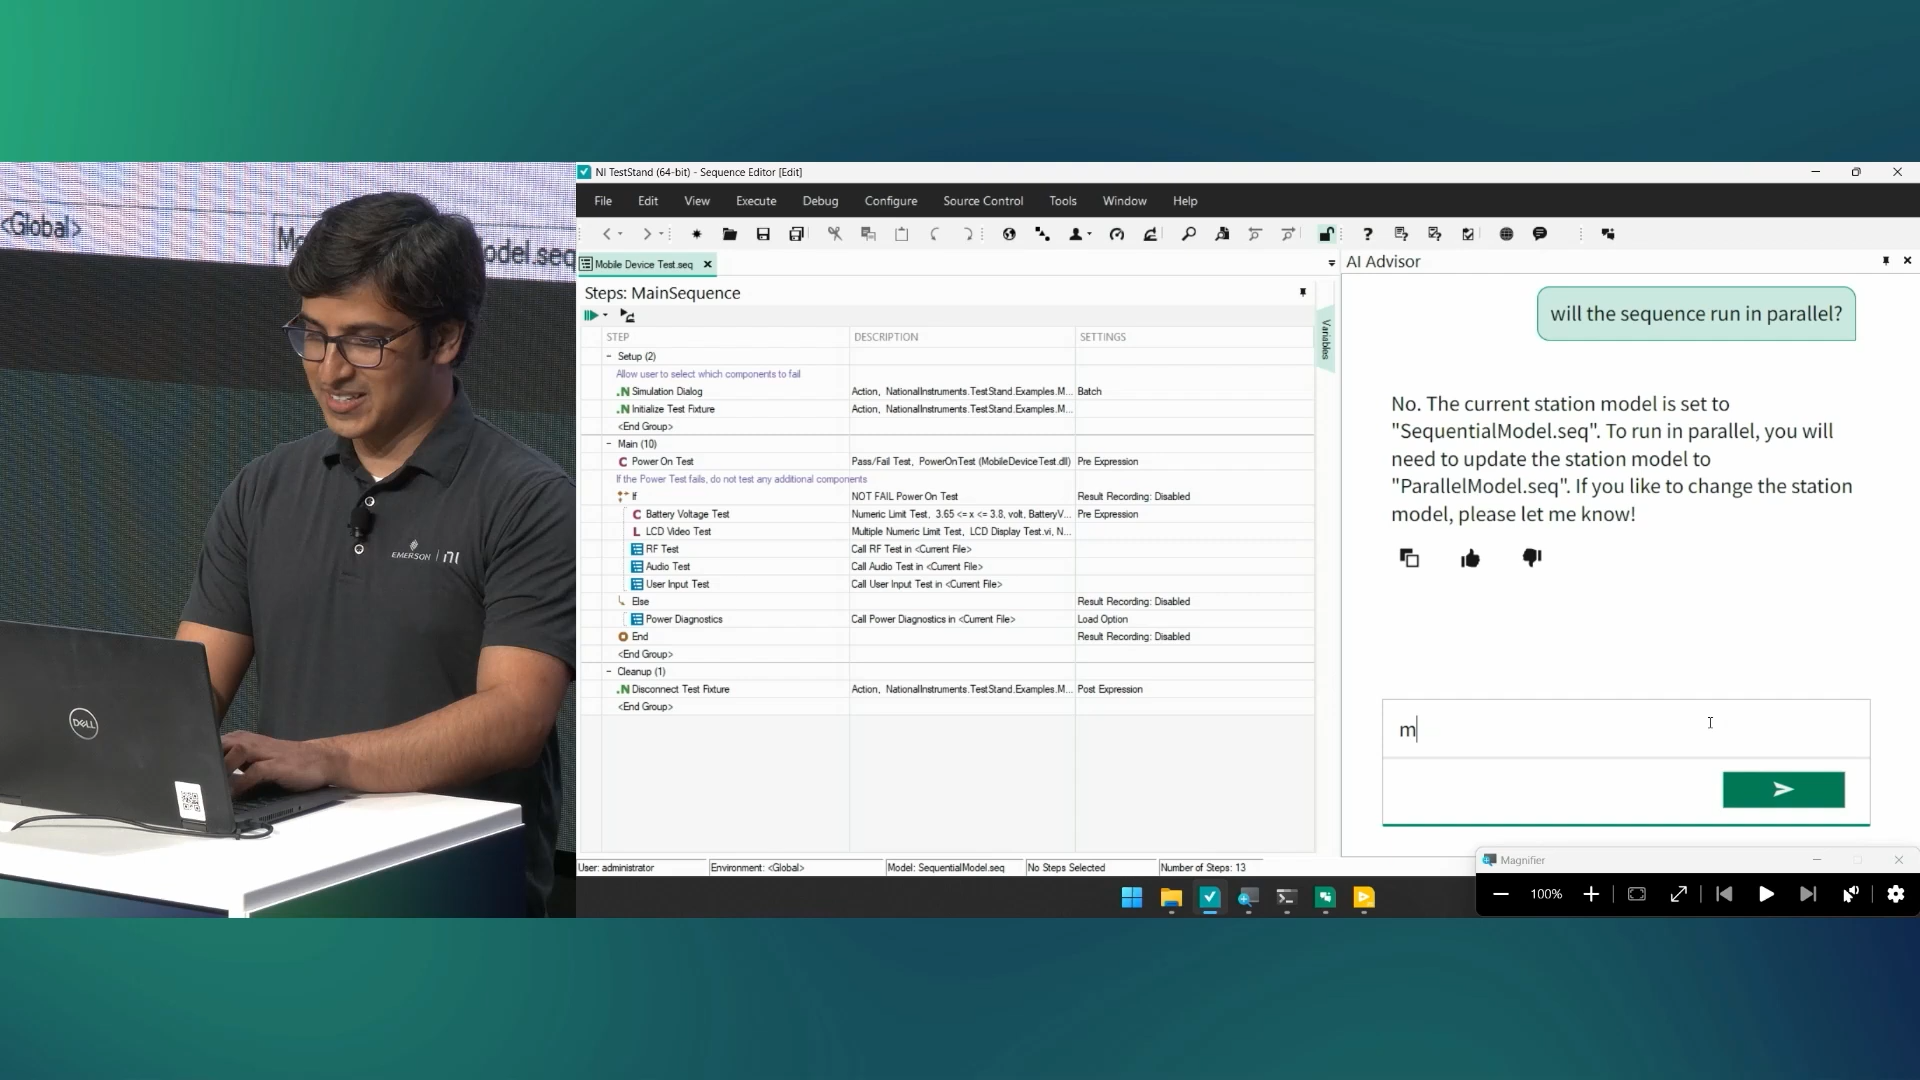 <Global>
odel.seq
EMERSON | NI
DELL
NI TestStand (64-bit) - Sequence Editor [Edit]
File Edit View Execute Debug Configure Source Control Tools Window Help
Mobile Device Test.seq
Steps: MainSequence
STEP DESCRIPTION SETTINGS
Setup (2)
Allow user to select which components to fail
Simulation Dialog Action, NationalInstruments.TestStand.Examples.M... Batch
Initialize Test Fixture Action, NationalInstruments.TestStand.Examples.M...
<End Group>
Main (10)
Power On Test Pass/Fail Test, PowerOnTest (MobileDeviceTest.dll) Pre Expression
If the Power Test fails, do not test any additional components
If NOT FAIL Power On Test Result Recording: Disabled
Battery Voltage Test Numeric Limit Test, 3.65 <= x <= 3.8, volt, BatteryV... Pre Expression
LCD Video Test Multiple Numeric Limit Test, LCD Display Test.vi, N...
RF Test Call RF Test in <Current File>
Audio Test Call Audio Test in <Current File>
User Input Test Call User Input Test in <Current File>
Else Result Recording: Disabled
Power Diagnostics Call Power Diagnostics in <Current File> Load Option
End Result Recording: Disabled
<End Group>
Cleanup (1)
Disconnect Test Fixture Action, NationalInstruments.TestStand.Examples.M... Post Expression
<End Group>
Variables
User: administrator Environment: <Global> Model: SequentialModel.seq No Steps Selected Number of Steps: 13
AI Advisor
will the sequence run in parallel?
No. The current station model is set to
"SequentialModel.seq". To run in parallel, you will
need to update the station model to
"ParallelModel.seq". If you like to change the station
model, please let me know!
m
Magnifier
100%